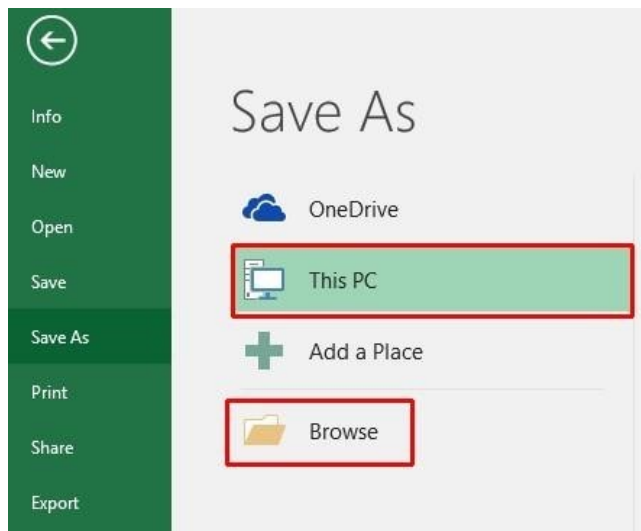 Info
New
Open
Save
Save As
Print
Share
Export
Save As
OneDrive
This PC
Add a Place
Browse